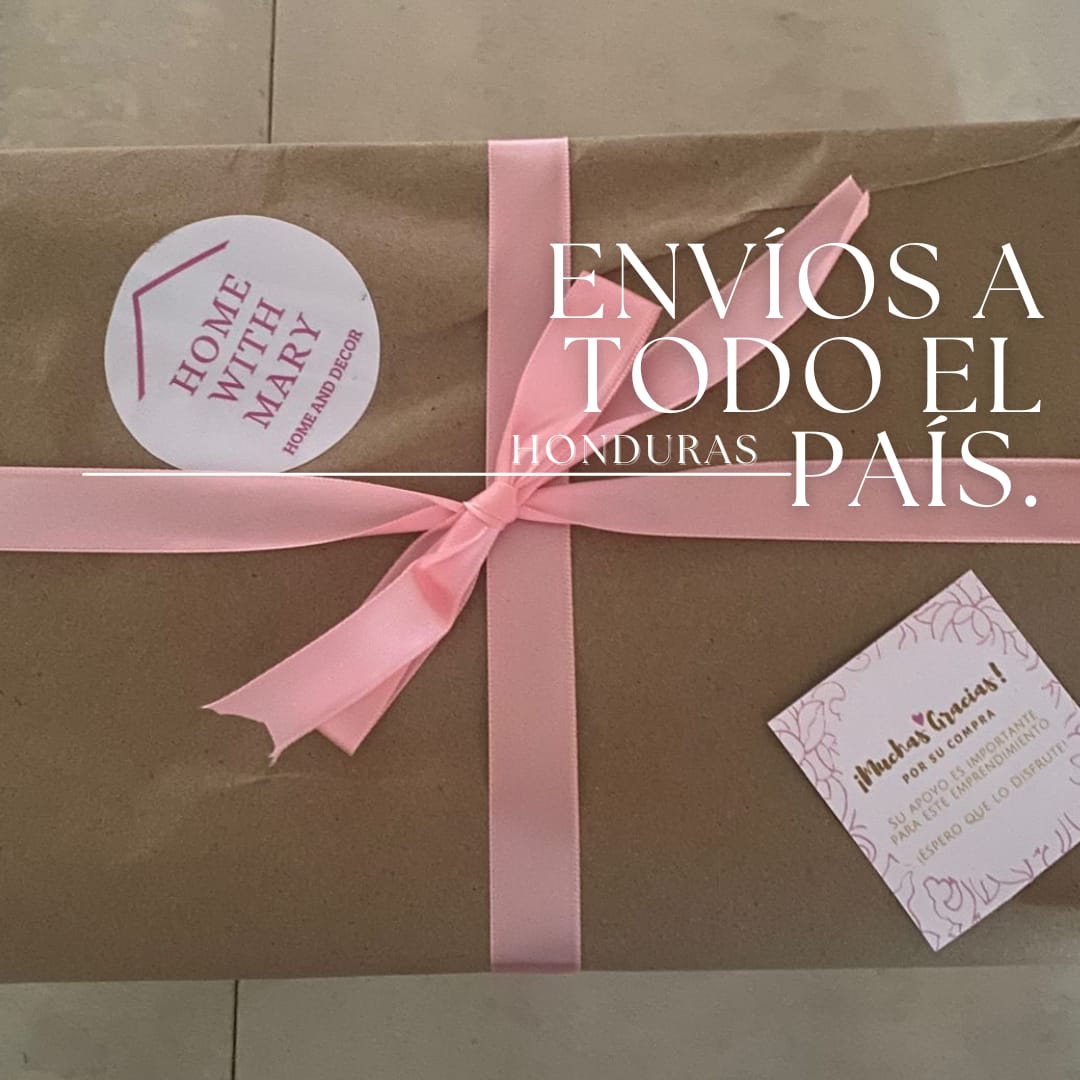 HOME
WITH
MARY
HOME AND DECOR
ENVÍOS A
TODO EL
HONDURAS PAÍS.
¡Muchas Gracias!
POR SU COMPRA
SU APOYO ES IMPORTANTE
PARA ESTE EMPRENDIMIENTO
¡ESPERO QUE LO DISFRUTE!